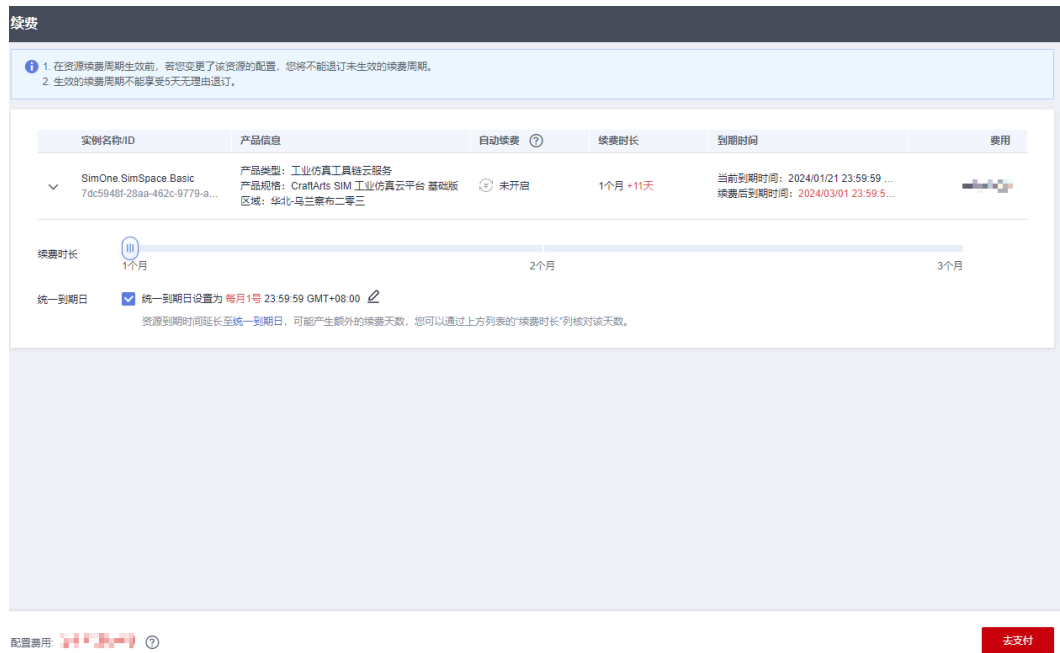 续费
1. 在资源续费周期生效前，若您变更了该资源的配置，您将不能退订未生效的续费周期。
2. 生效的续费周期不能享受5天无理由退订。
实例名称/ID 产品信息 自动续费 续费时长 到期时间 费用
SimOne.SimSpace.Basic
7dc5948f-28aa-462c-9779-a...
产品类型：工业仿真工具链云服务
产品规格：CraftArts SIM 工业仿真云平台 基础版
区域：华北-乌兰察布二零三
未开启
1个月 +11天
当前到期时间：2024/01/21 23:59:59 ...
续费后到期时间：2024/03/01 23:59:5...
续费时长
1个月 2个月 3个月
统一到期日 统一到期日设置为 每月1号 23:59:59 GMT+08:00
资源到期时间延长至统一到期日，可能产生额外的续费天数，您可以通过上方列表的“续费时长”列核对该天数。
配置费用:
去支付